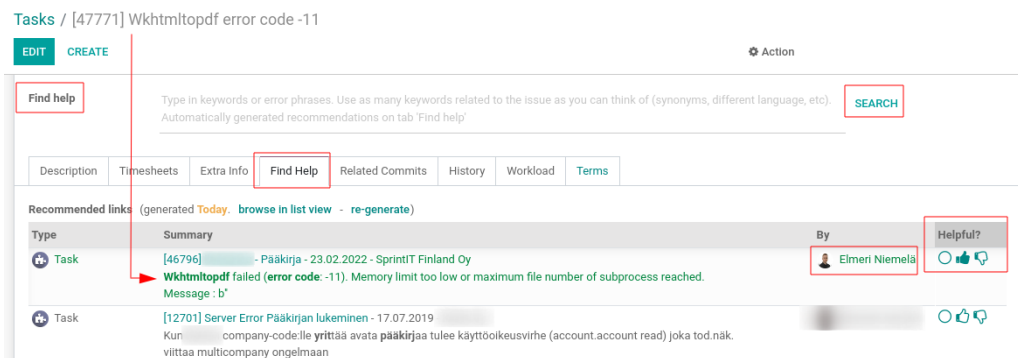 Tasks / [47771] Wkhtmltopdf error code -11
EDIT CREATE Action
Find help Type in keywords or error phrases. Use as many keywords related to the issue as you can think of (synonyms, different language, etc). SEARCH
Automatically generated recommendations on tab 'Find help'
Description Timesheets Extra Info Find Help Related Commits History Workload Terms
Recommended links (generated Today. browse in list view - re-generate)
Type Summary By Helpful?
Task [46796] - Pääkirja - 23.02.2022 - SprintIT Finland Oy Elmeri Niemelä
Wkhtmltopdf failed (error code: -11). Memory limit too low or maximum file number of subprocess reached.
Message : b"
Task [12701] Server Error Pääkirjan lukeminen - 17.07.2019
Kun company-code:lle yrittää avata pääkirjaa tulee käyttöoikeusvirhe (account.account read) joka tod.näk.
viittaa multicompany ongelmaan